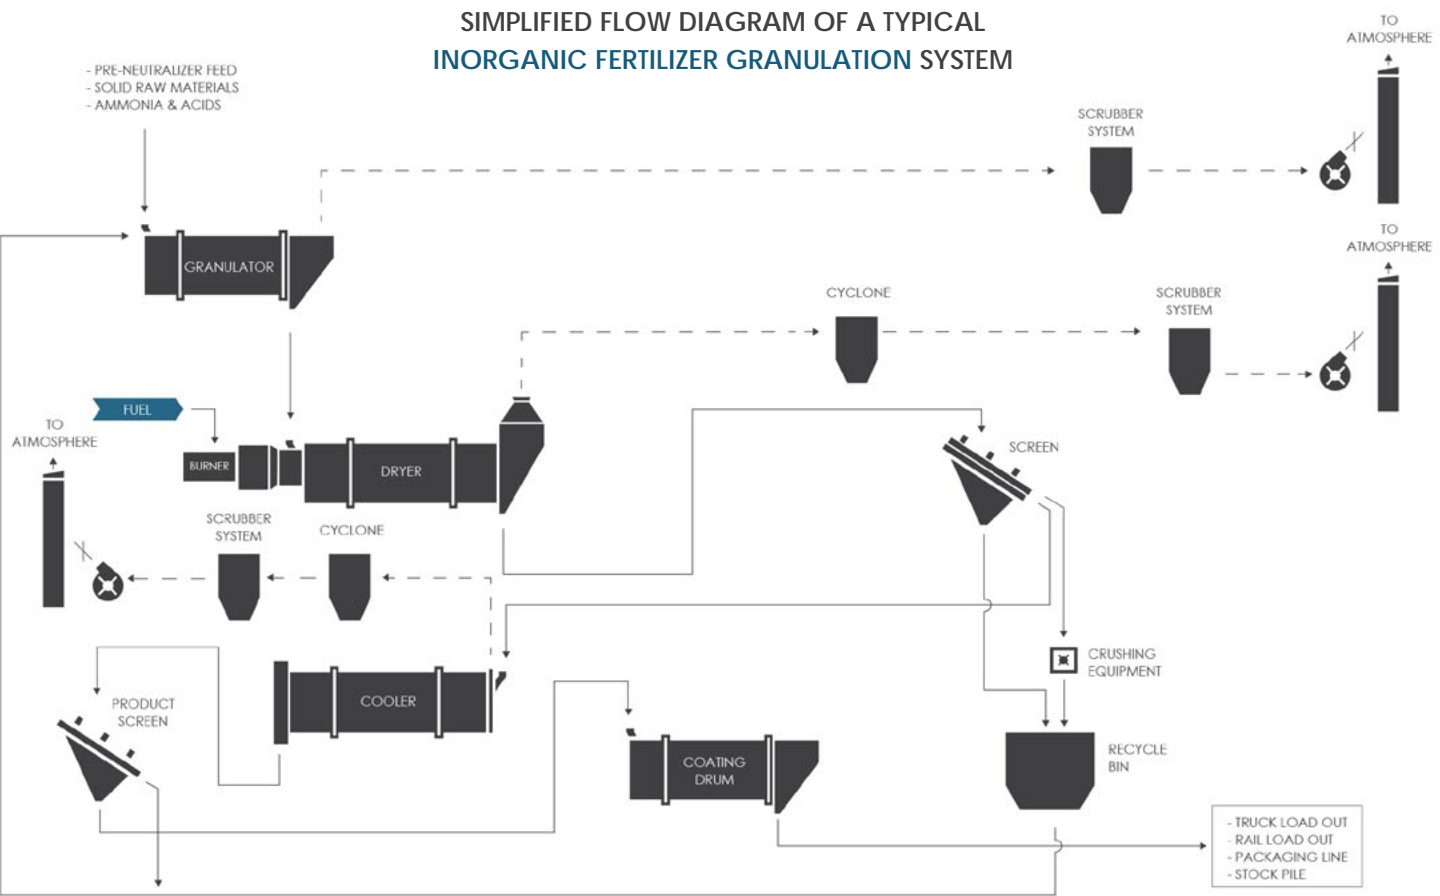 SIMPLIFIED FLOW DIAGRAM OF A TYPICAL
INORGANIC FERTILIZER GRANULATION SYSTEM
TO
ATMOSPHERE
- PRE-NEUTRALIZER FEED
- SOLID RAW MATERIALS
- AMMONIA & ACIDS
SCRUBBER
SYSTEM
GRANULATOR
TO
ATMOSPHERE
CYCLONE
SCRUBBER
SYSTEM
FUEL
TO
ATMOSPHERE
BURNER
DRYER
SCREEN
SCRUBBER
SYSTEM
CYCLONE
CRUSHING
EQUIPMENT
PRODUCT
SCREEN
COOLER
COATING
DRUM
RECYCLE
BIN
- TRUCK LOAD OUT
- RAIL LOAD OUT
- PACKAGING LINE
- STOCK PILE